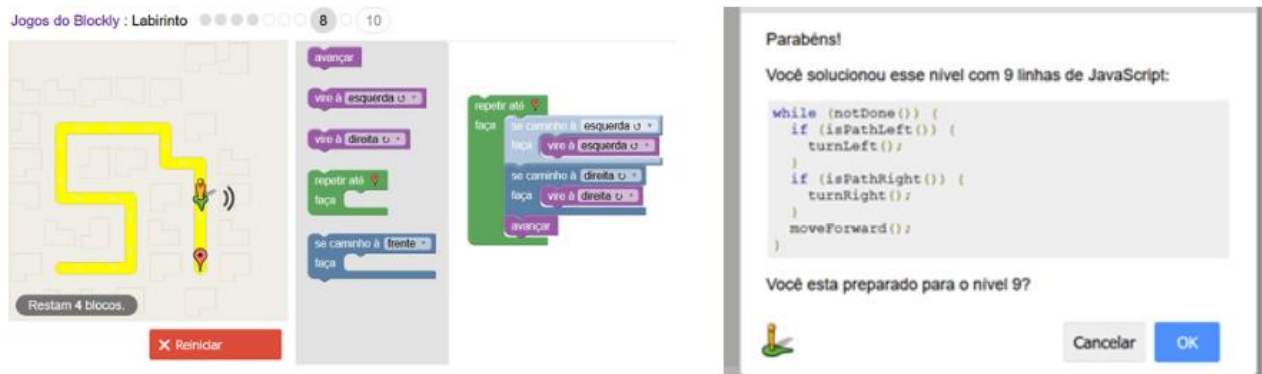 Jogos do Blockly : Labirinto 8 10
avançar
vire à esquerda ↺ ▾
vire à direita ↻ ▾
repetir até
faça
se caminho à frente ▾
faça
Restam 4 blocos.
✕ Reiniciar
repetir até
faça
se caminho à esquerda ↺ ▾
faça vire à esquerda ↺ ▾
se caminho à direita ↻ ▾
faça vire à direita ↻ ▾
avançar
Parabéns!
Você solucionou esse nível com 9 linhas de JavaScript:
while (notDone()) {
if (isPathLeft()) {
turnLeft();
}
if (isPathRight()) {
turnRight();
}
moveForward();
}
Você esta preparado para o nível 9?
Cancelar
OK